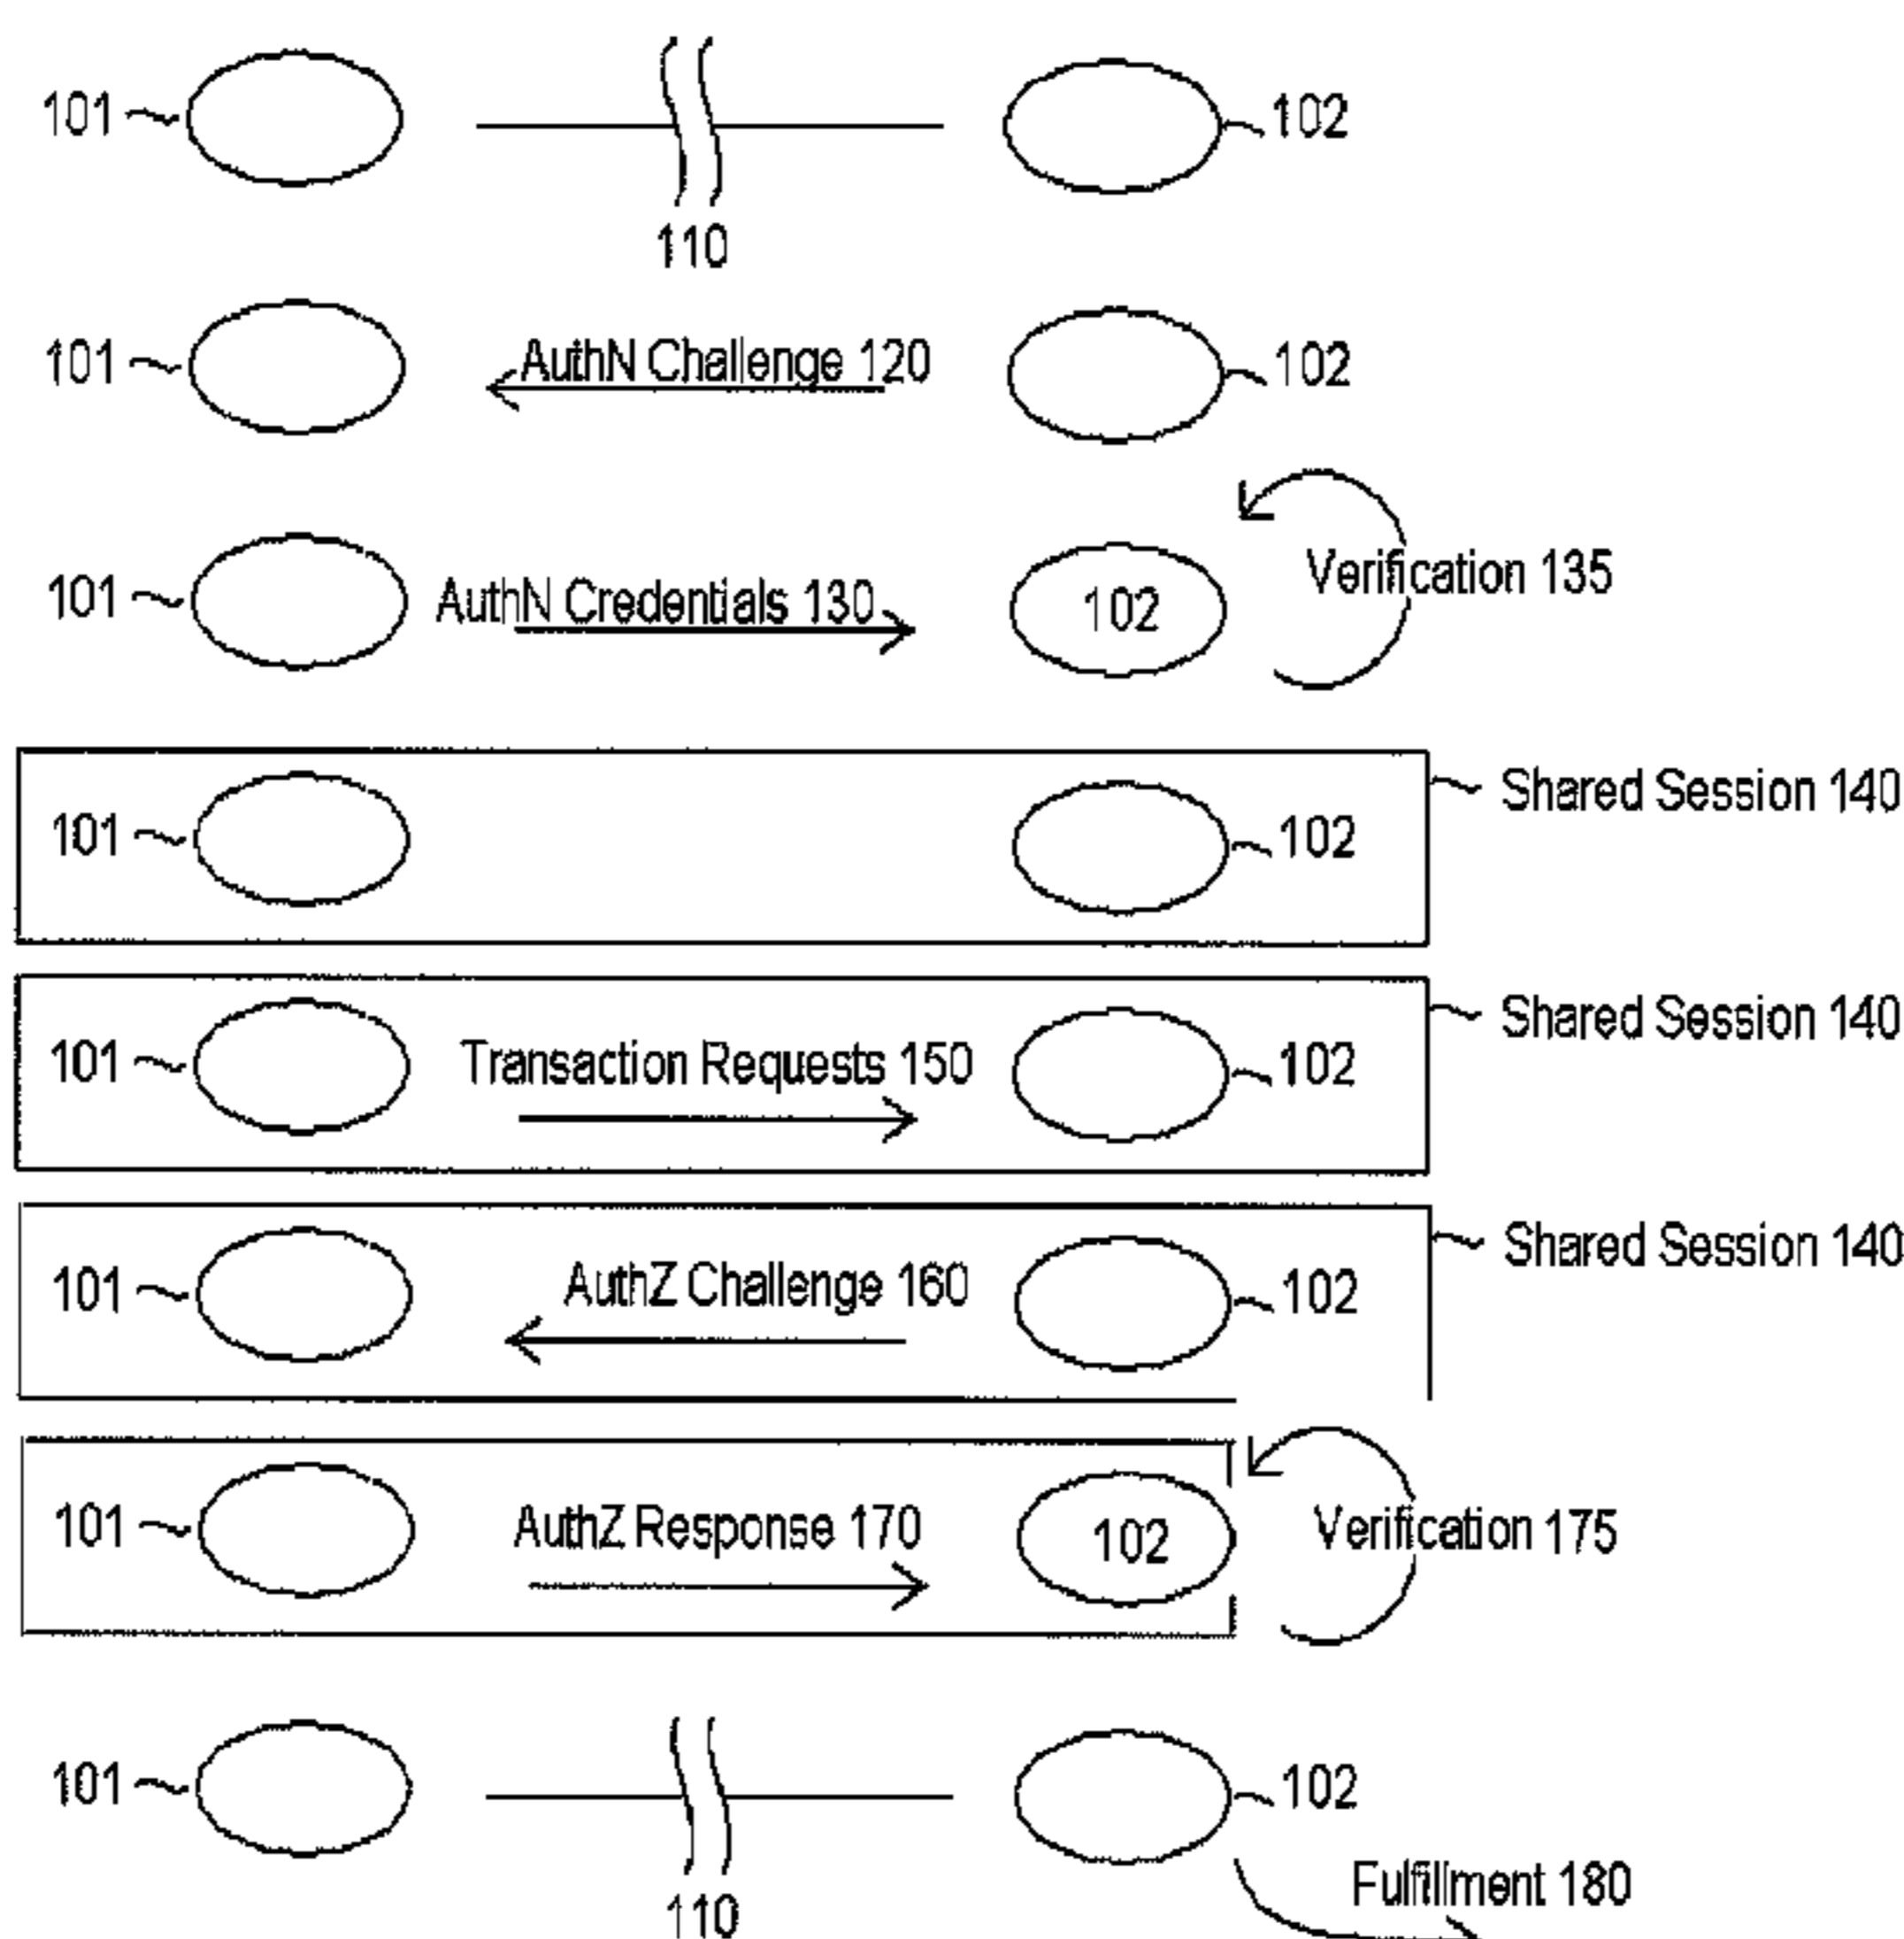 101 102
110
101 AuthN Challenge 120 102
101 AuthN Credentials 130 102 Verification 135
Shared Session 140
101 102
Shared Session 140
101 Transaction Requests 150 102
Shared Session 140
101 AuthZ Challenge 160 102
101 AuthZ Response 170 102 Verification 175
101 102
Fulfillment 180
110